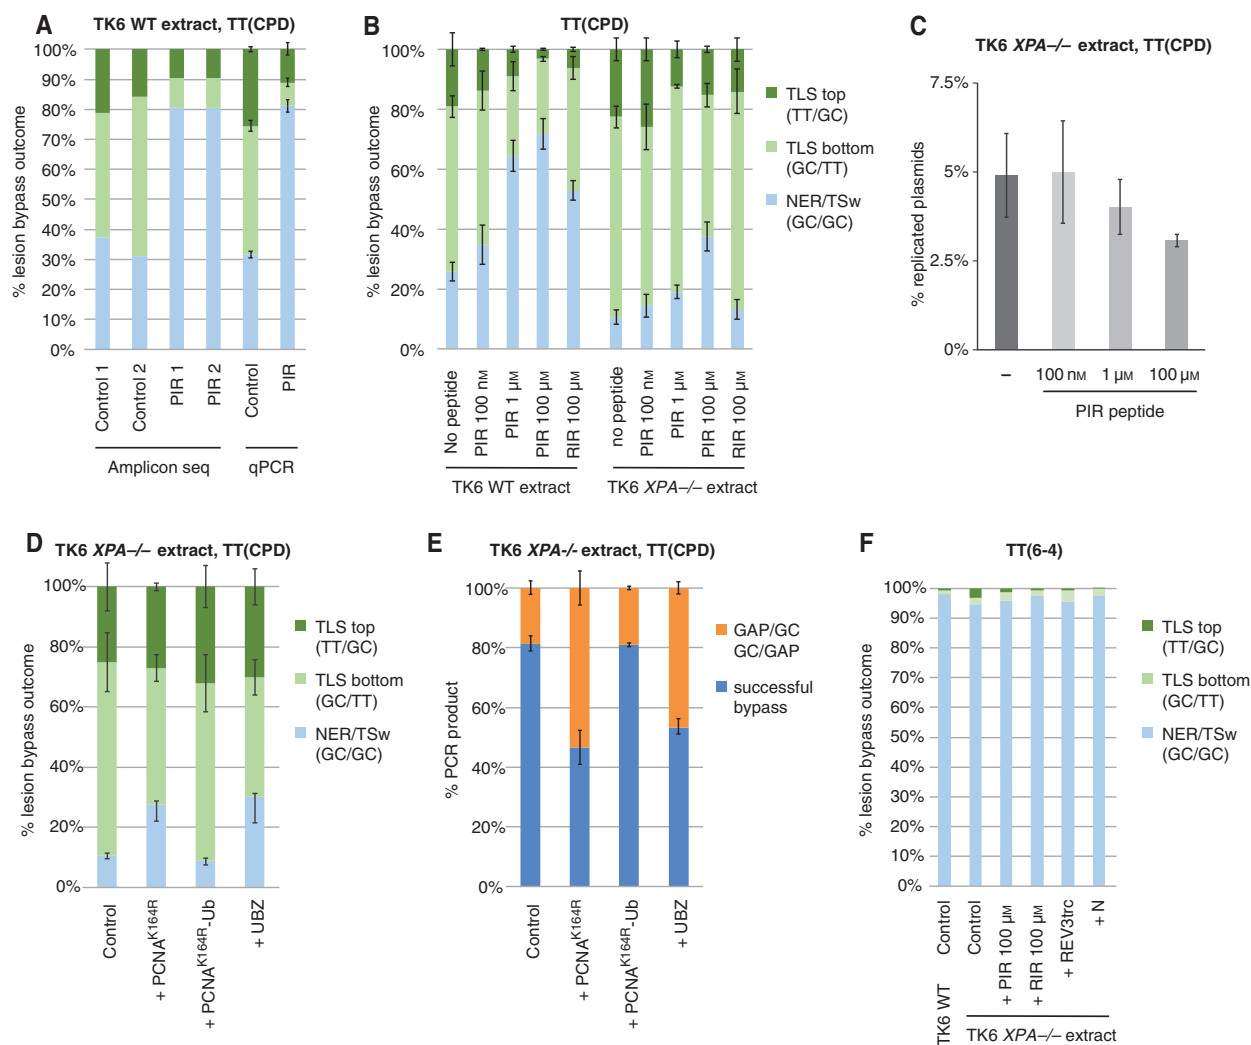 A
TK6 WT extract, TT(CPD)
% lesion bypass outcome
100%
90%
80%
70%
60%
50%
40%
30%
20%
10%
0%
Control 1
Control 2
PIR 1
PIR 2
Control
PIR
Amplicon seq
qPCR
B
TT(CPD)
% lesion bypass outcome
100%
80%
60%
40%
20%
0%
No peptide
PIR 100 nM
PIR 1 µM
PIR 100 µM
RIR 100 µM
no peptide
PIR 100 nM
PIR 1 µM
PIR 100 µM
RIR 100 µM
TK6 WT extract
TK6 XPA–/– extract
TLS top
(TT/GC)
TLS bottom
(GC/TT)
NER/TSw
(GC/GC)
C
TK6 XPA–/– extract, TT(CPD)
% replicated plasmids
7.5%
5%
2.5%
0%
–
100 nM
1 µM
100 µM
PIR peptide
D
TK6 XPA–/– extract, TT(CPD)
% lesion bypass outcome
100%
80%
60%
40%
20%
0%
Control
+ PCNA^K164R
+ PCNA^K164R-Ub
+ UBZ
TLS top
(TT/GC)
TLS bottom
(GC/TT)
NER/TSw
(GC/GC)
E
TK6 XPA-/- extract, TT(CPD)
% PCR product
100%
80%
60%
40%
20%
0%
Control
+ PCNA^K164R
+ PCNA^K164R-Ub
+ UBZ
GAP/GC
GC/GAP
successful
bypass
F
TT(6-4)
% lesion bypass outcome
100%
90%
80%
70%
60%
50%
40%
30%
20%
10%
0%
Control
Control
+ PIR 100 µM
+ RIR 100 µM
+ REV3trc
+ N
TK6 WT
TK6 XPA–/– extract
TLS top
(TT/GC)
TLS bottom
(GC/TT)
NER/TSw
(GC/GC)